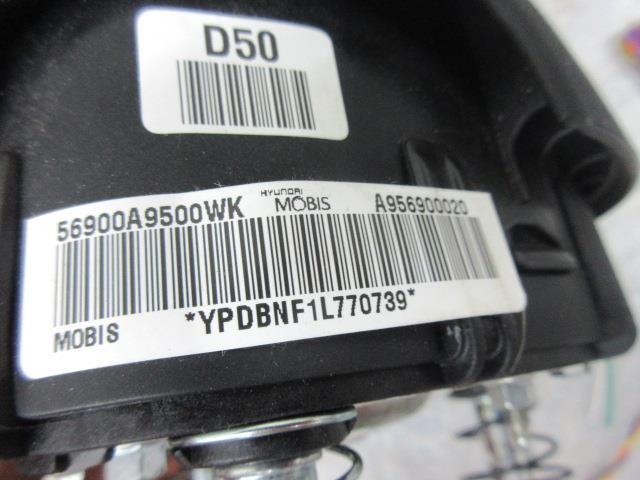 D50
56900A9500WK HYUNDAI MOBIS A956900020
*YPDBNF1L770739*
MOBIS